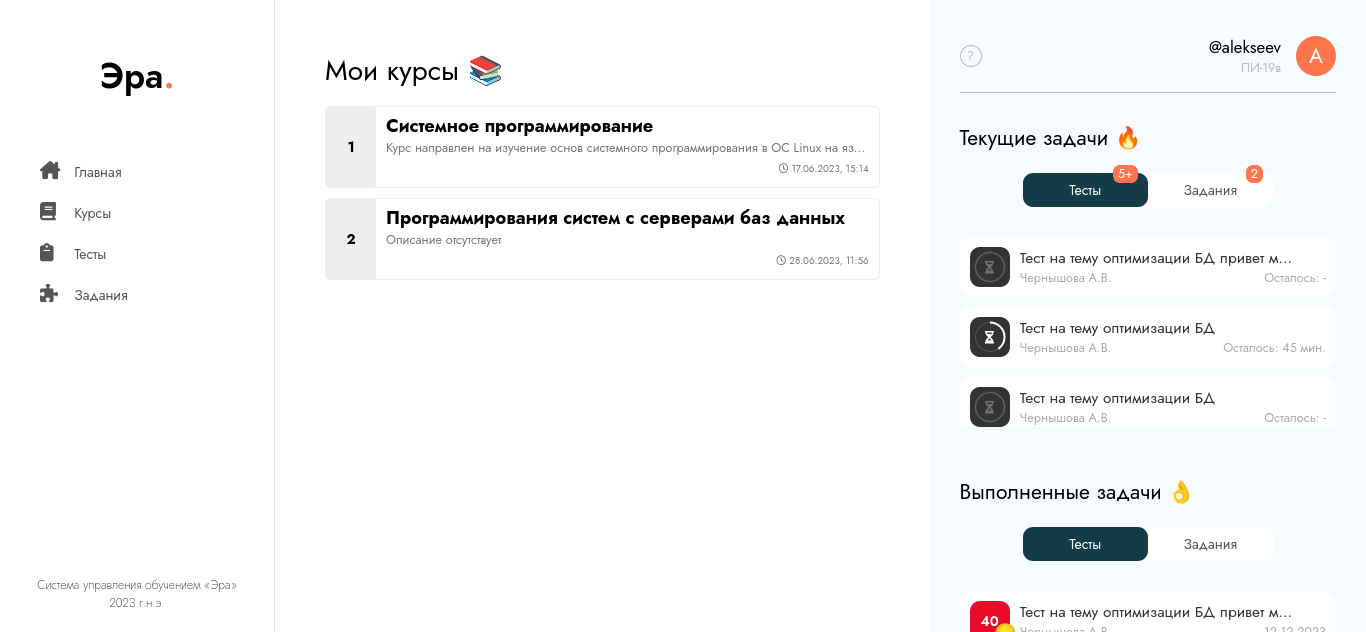 Эра.
Главная
Курсы
Тесты
Задания
Система управления обучением «Эра»
2023 г.н.э.
Мои курсы 📚
1
Системное программирование
Курс направлен на изучение основ системного программирования в ОС Linux на яз...
17.06.2023, 15:14
2
Программирования систем с серверами баз данных
Описание отсутствует
28.06.2023, 11:56
?
@alekseev
ПИ-19в
A
Текущие задачи 🔥
Тесты 5+
Задания 2
Тест на тему оптимизации БД привет м...
Чернышова А.В. Осталось: -
Тест на тему оптимизации БД
Чернышова А.В. Осталось: 45 мин.
Тест на тему оптимизации БД
Чернышова А.В. Осталось: -
Выполненные задачи 👌
Тесты Задания
40
Тест на тему оптимизации БД привет м...
Чернышова А.В. 12.12.2023